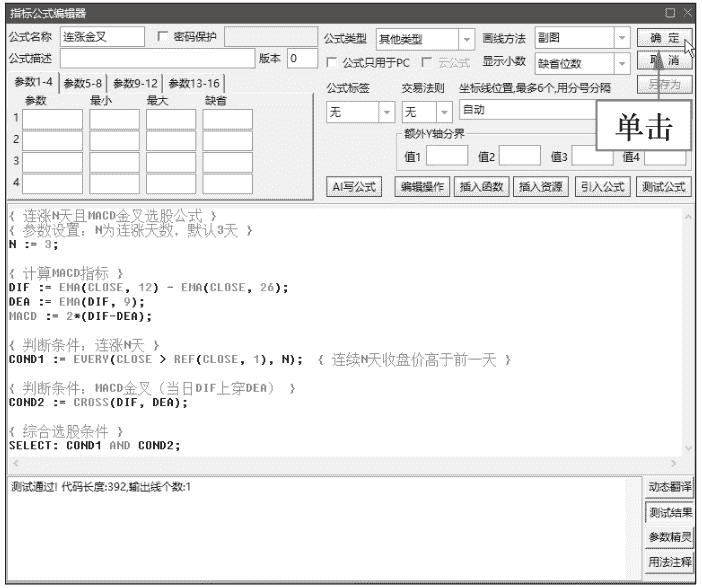 指标公式编辑器
公式名称 连涨金叉 密码保护 公式类型 其他类型 画线方法 副图 确 定
公式描述 版本 0 公式只用于PC 云公式 显示小数 缺省位数 取 消
参数1-4 参数5-8 参数9-12 参数13-16 公式标签 交易法则 坐标线位置,最多6个,用分号分隔 另存为
参数 最小 最大 缺省 无 无 自动
单击
1
额外Y轴分界
2 值1 值2 值3 值4
3
4 AI写公式 编辑操作 插入函数 插入资源 引入公式 测试公式
{ 连涨N天且MACD金叉选股公式 }
{ 参数设置：N为连涨天数，默认3天 }
N := 3;
{ 计算MACD指标 }
DIF := EMA(CLOSE, 12) - EMA(CLOSE, 26);
DEA := EMA(DIF, 9);
MACD := 2*(DIF-DEA);
{ 判断条件：连涨N天 }
COND1 := EVERY(CLOSE > REF(CLOSE, 1), N); { 连续N天收盘价高于前一天 }
{ 判断条件：MACD金叉（当日DIF上穿DEA） }
COND2 := CROSS(DIF, DEA);
{ 综合选股条件 }
SELECT: COND1 AND COND2;
测试通过! 代码长度:392,输出线个数:1
动态翻译
测试结果
参数精灵
用法注释